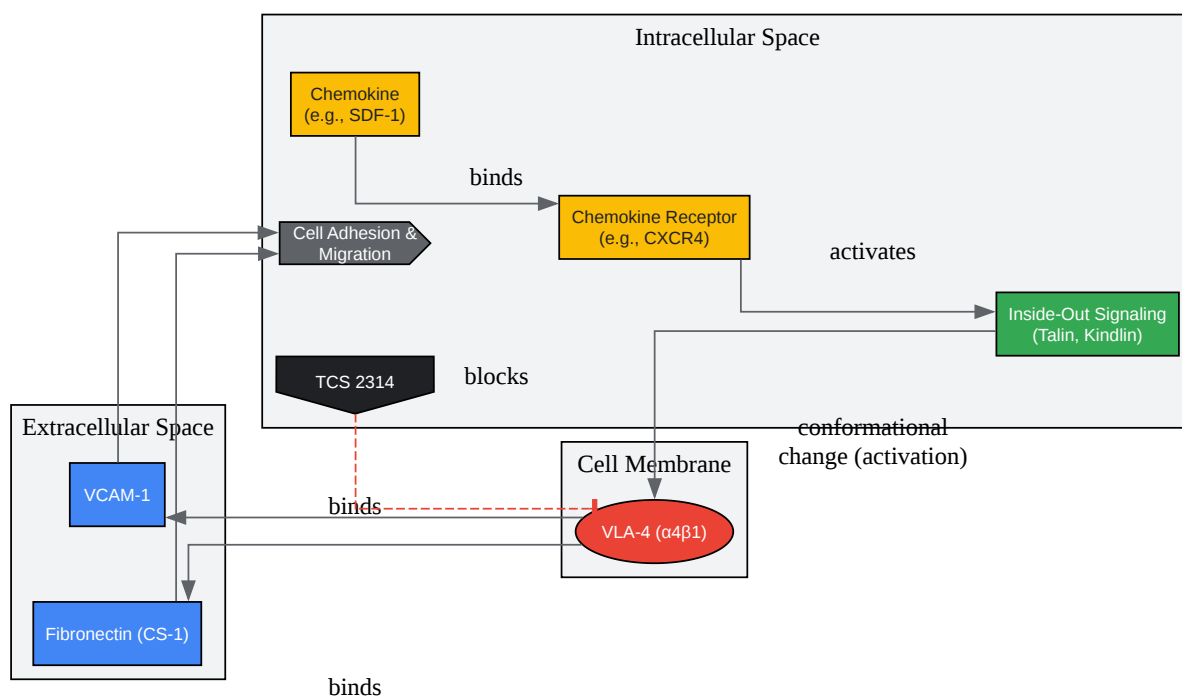 Intracellular Space
Chemokine
(e.g., SDF-1)
binds
Chemokine Receptor
(e.g., CXCR4)
Cell Adhesion &
Migration
activates
Inside-Out Signaling
(Talin, Kindlin)
TCS 2314
blocks
conformational
change (activation)
Extracellular Space
Cell Membrane
VCAM-1
binds
VLA-4 (α4β1)
Fibronectin (CS-1)
binds